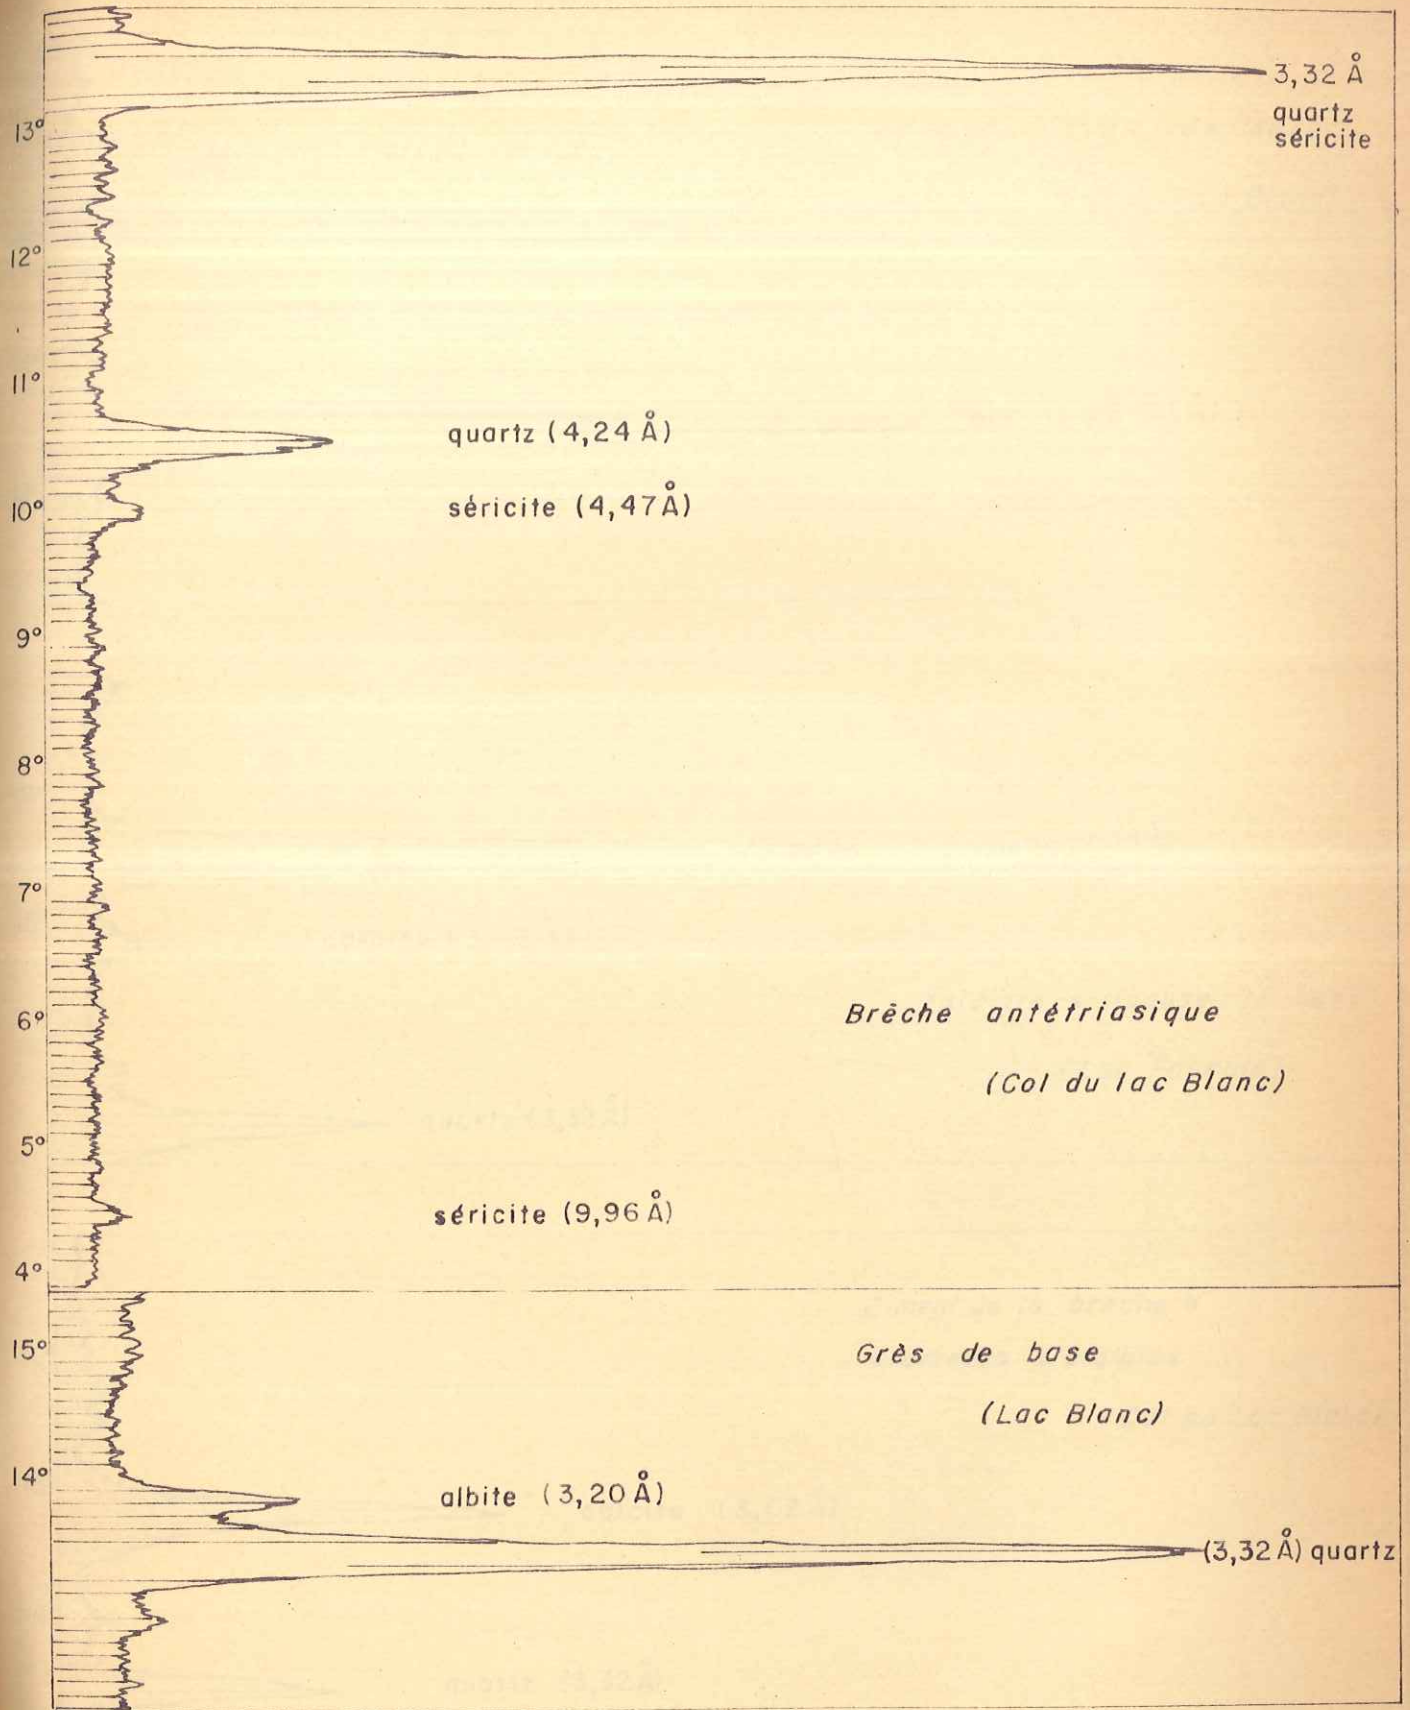 3,32 Å
quartz
séricite
13°
12°
11°
quartz (4,24 Å)
10°
séricite (4,47 Å)
9°
8°
7°
6°
Brèche antétriasique
(Col du lac Blanc)
5°
séricite (9,96 Å)
4°
15°
Grès de base
(Lac Blanc)
14°
albite (3,20 Å)
(3,32 Å) quartz